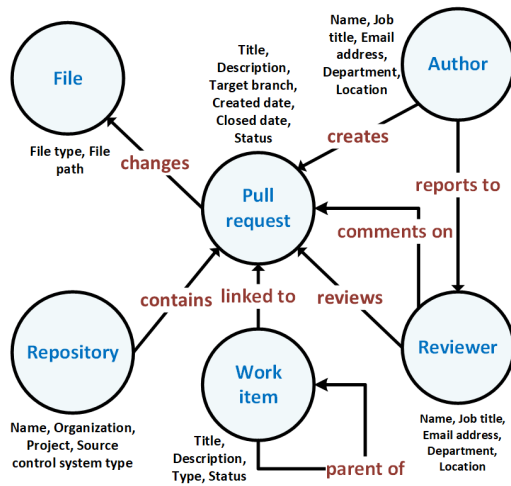 File
File type, File
path
Title,
Description,
Target branch,
Created date,
Closed date,
Status
Name, Job
title, Email
address,
Department,
Location
Author
creates
changes
reports to
Pull
request
comments on
contains
linked to
reviews
Repository
Name, Organization,
Project, Source
control system type
Work
item
Title,
Description,
Type, Status
parent of
Reviewer
Name, Job title,
Email address,
Department,
Location